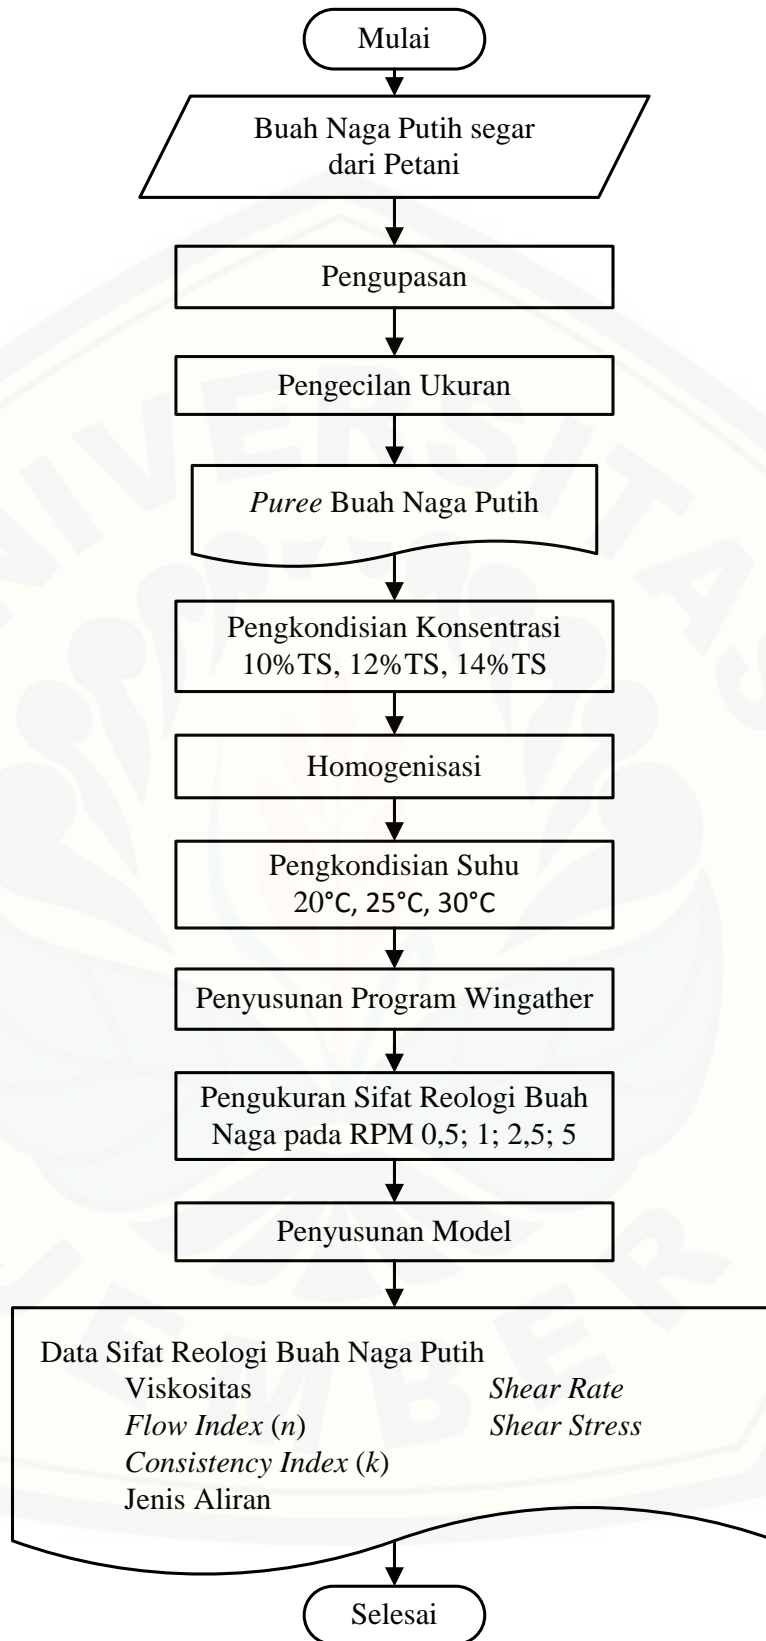 Mulai
Buah Naga Putih segar
dari Petani
Pengupasan
Pengecilan Ukuran
Puree Buah Naga Putih
Pengkondisian Konsentrasi
10%TS, 12%TS, 14%TS
Homogenisasi
Pengkondisian Suhu
20°C, 25°C, 30°C
Penyusunan Program Wingather
Pengukuran Sifat Reologi Buah
Naga pada RPM 0,5; 1; 2,5; 5
Penyusunan Model
Data Sifat Reologi Buah Naga Putih
Viskositas Shear Rate
Flow Index (n) Shear Stress
Consistency Index (k)
Jenis Aliran
Selesai
UNIVERSITAS
JEMBER